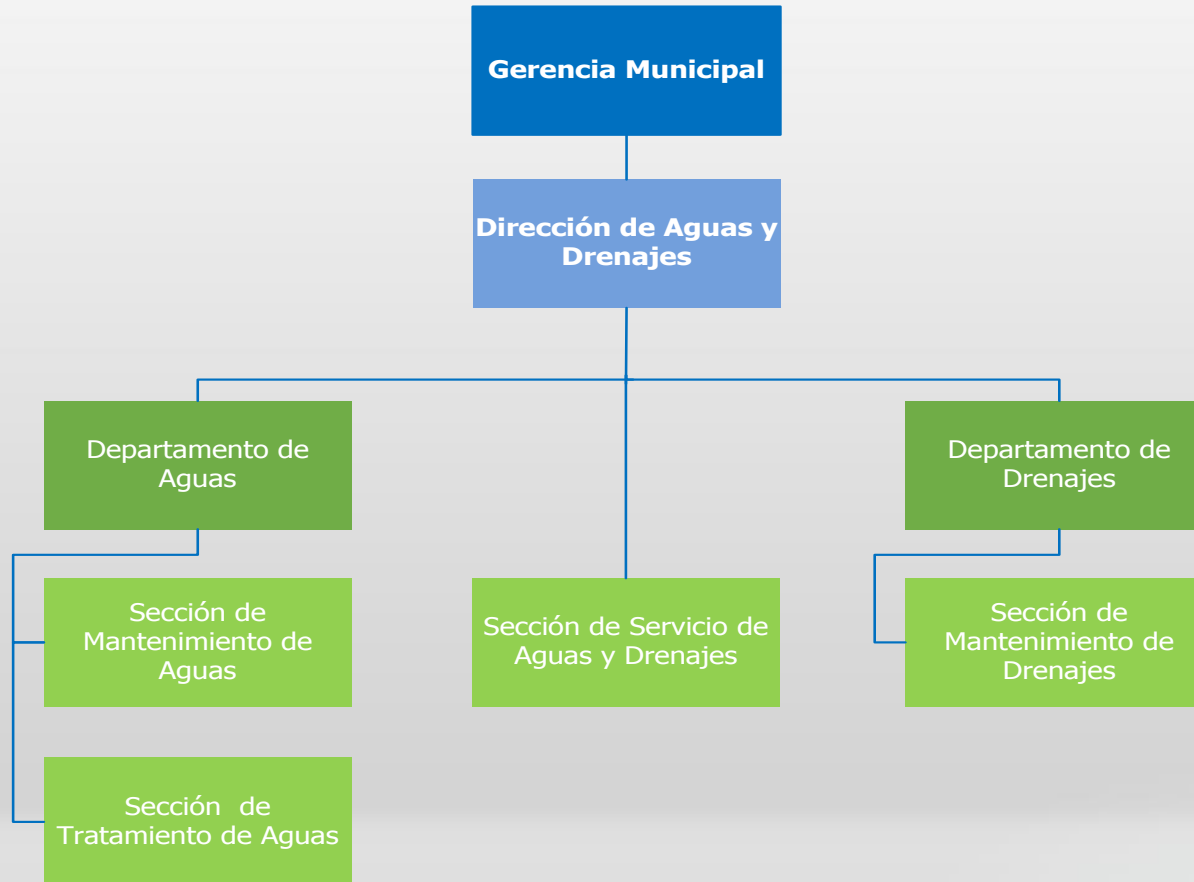 Gerencia Municipal
Dirección de Aguas y
Drenajes
Departamento de
Aguas
Departamento de
Drenajes
Sección de
Mantenimiento de
Aguas
Sección de Servicio de
Aguas y Drenajes
Sección de
Mantenimiento de
Drenajes
Sección de
Tratamiento de Aguas